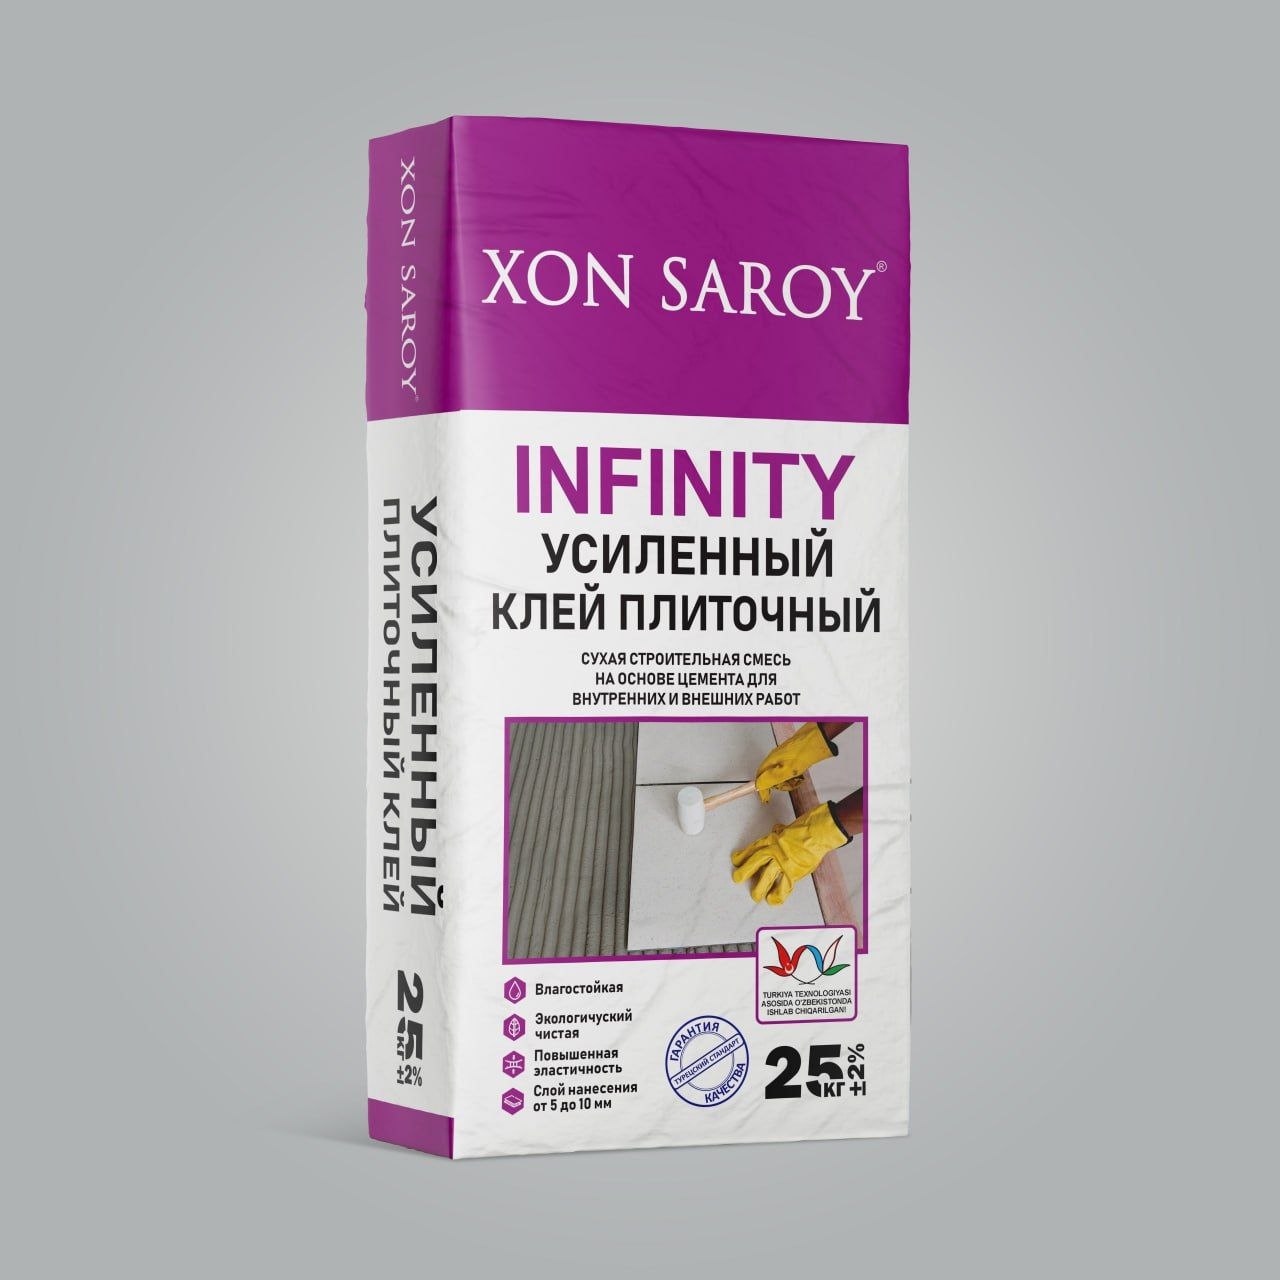 XON SAROY®
INFINITY
УСИЛЕННЫЙ
КЛЕЙ ПЛИТОЧНЫЙ
СУХАЯ СТРОИТЕЛЬНАЯ СМЕСЬ
НА ОСНОВЕ ЦЕМЕНТА ДЛЯ
ВНУТРЕННИХ И ВНЕШНИХ РАБОТ
Влагостойкая
Экологичуский
чистая
Повышенная
эластичность
Слой нанесения
от 5 до 10 мм
ГАРАНТИЯ
ТУРЕЦКИЙ СТАНДАРТ
КАЧЕСТВА
TURKIYA TEXNOLOGIYASI
ASOSIDA O'ZBEKISTONDA
ISHLAB CHIQARILGAN!
25 КГ ±2%
XON SAROY®
УСИЛЕННЫЙ
ПЛИТОЧНЫЙ КЛЕЙ
25 КГ ±2%